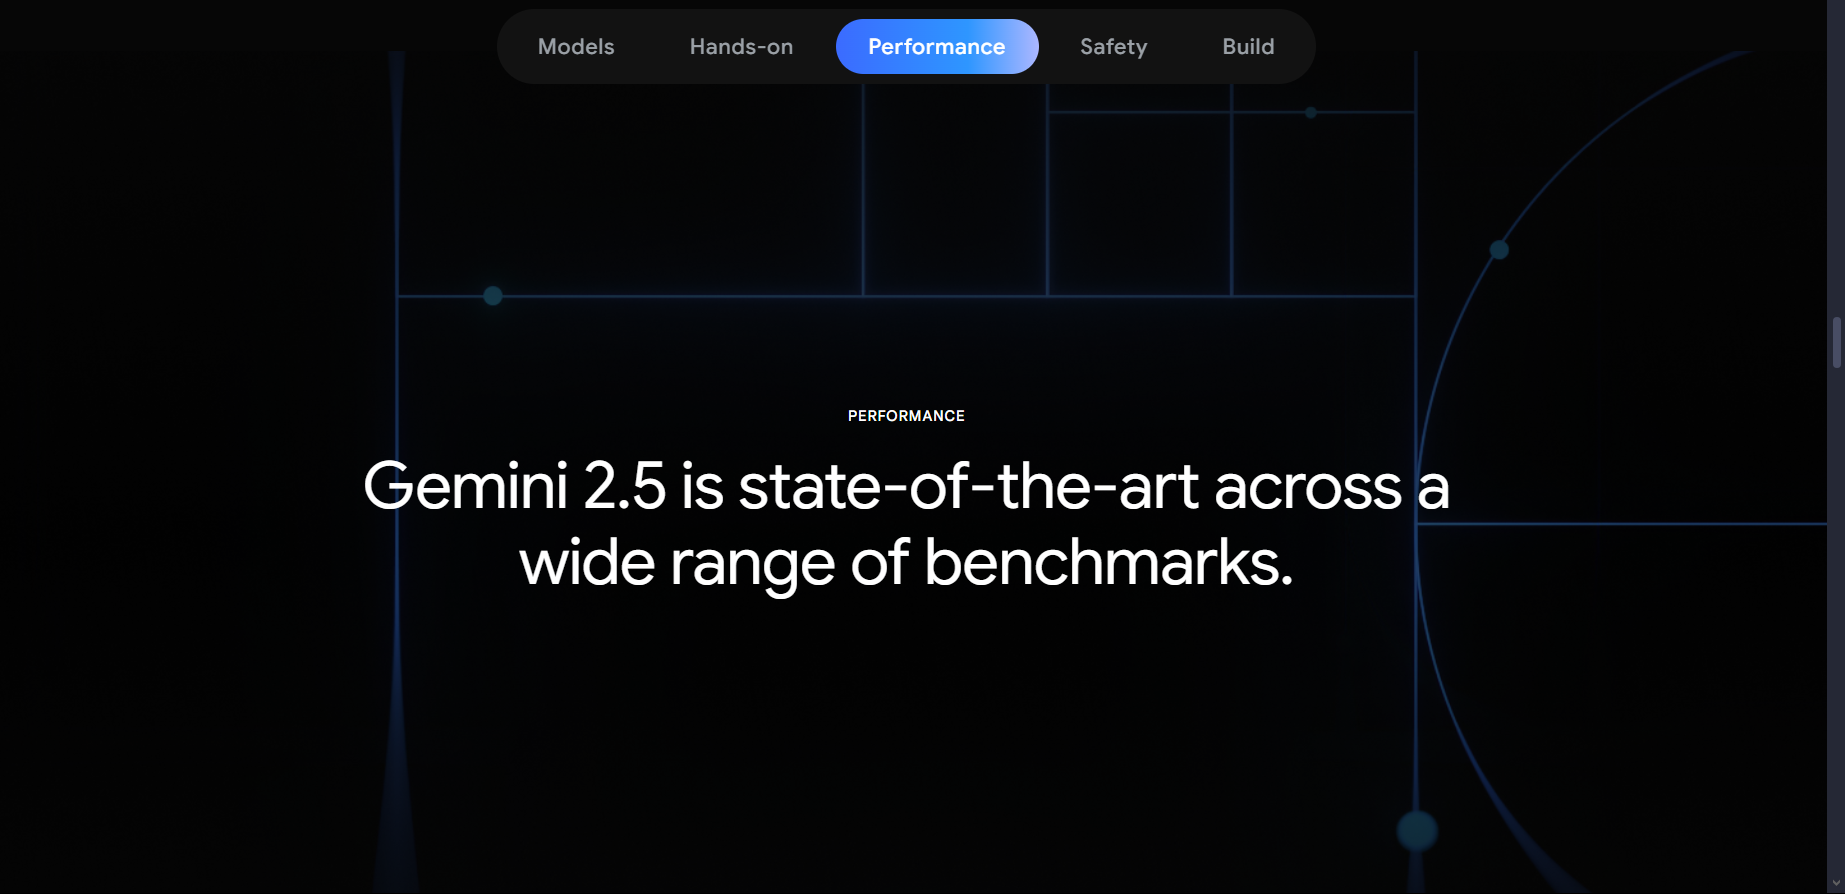 Models
Hands-on
Performance
Safety
Build
PERFORMANCE
Gemini 2.5 is state-of-the-art across a
wide range of benchmarks.